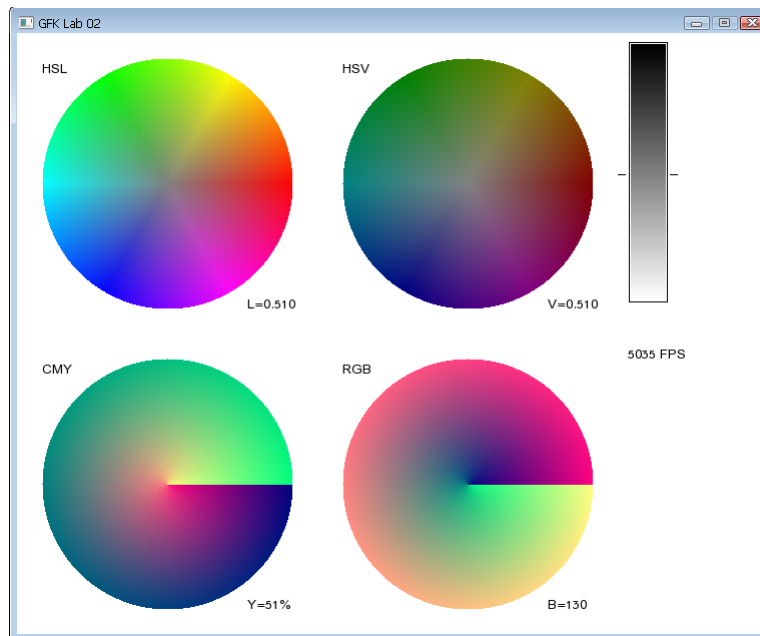 GFK Lab 02
HSL
HSV
L=0.510
V=0.510
5035 FPS
CMY
RGB
Y=51%
B=130